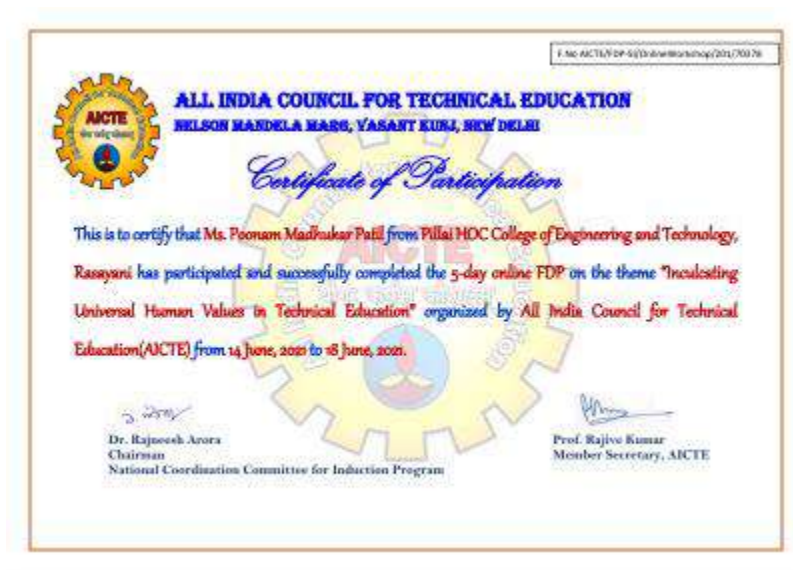 ALL INDIA COUNCIL FOR TECHNICAL EDUCATION
NELSON MANDELA MARG, VASANT KUNJ, NEW DELHI
AICTE
Certificate of Participation
This is to certify that Ms. Poonam Madhukar Patil from Pillai HOC College of Engineering and Technology,
Rasayani has participated and successfully completed the 5-day online FDP on the theme "Inculcating
Universal Human Values in Technical Education" organized by All India Council for Technical
Education(AICTE) from 14 June, 2021 to 18 June, 2021.
Dr. Rajneesh Arora
Chairman
National Coordination Committee for Induction Program
Prof. Rajive Kumar
Member Secretary, AICTE